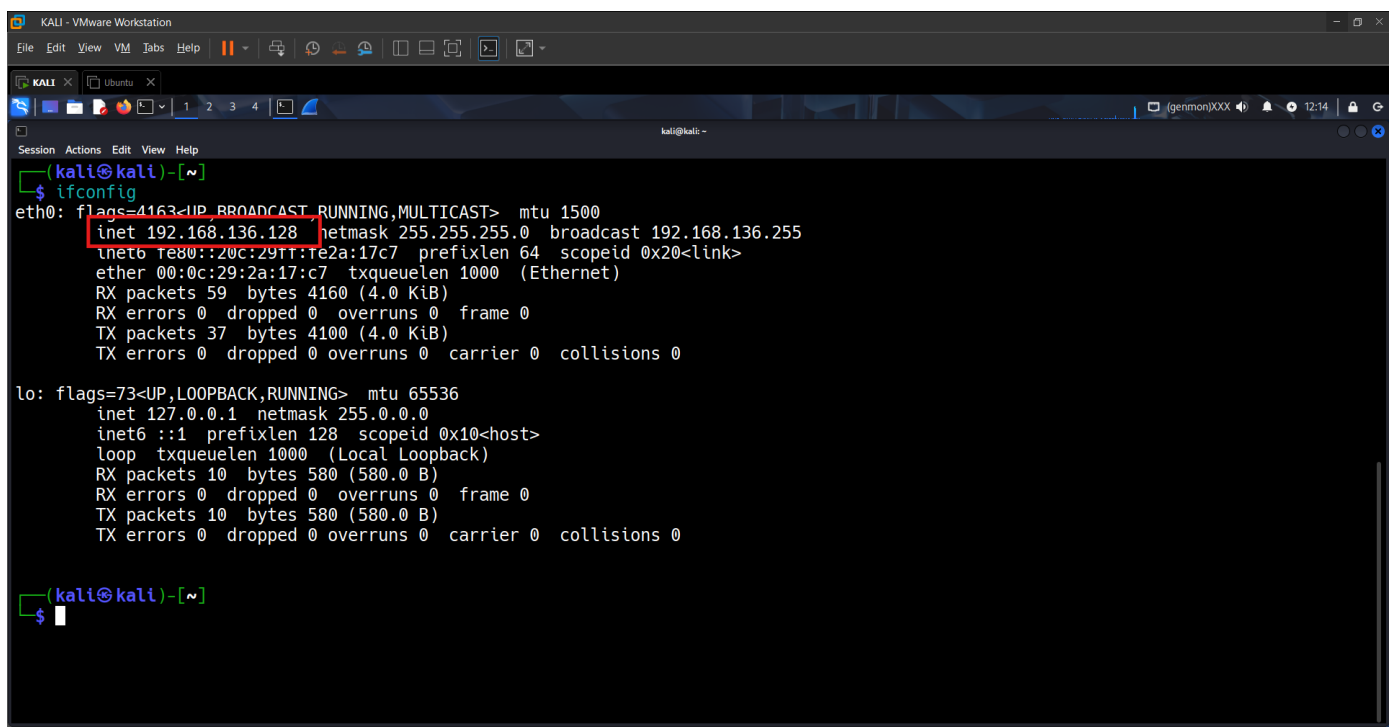 KALI - VMware Workstation
File Edit View VM Tabs Help
KALI Ubuntu
1 2 3 4 (genmon)XXX 12:14
kali@kali: ~
Session Actions Edit View Help
(kali㉿kali)-[~]
$ ifconfig
eth0: flags=4163<UP,BROADCAST,RUNNING,MULTICAST> mtu 1500
inet 192.168.136.128 netmask 255.255.255.0 broadcast 192.168.136.255
inet6 fe80::20c:29ff:fe2a:17c7 prefixlen 64 scopeid 0x20<link>
ether 00:0c:29:2a:17:c7 txqueuelen 1000 (Ethernet)
RX packets 59 bytes 4160 (4.0 KiB)
RX errors 0 dropped 0 overruns 0 frame 0
TX packets 37 bytes 4100 (4.0 KiB)
TX errors 0 dropped 0 overruns 0 carrier 0 collisions 0
lo: flags=73<UP,LOOPBACK,RUNNING> mtu 65536
inet 127.0.0.1 netmask 255.0.0.0
inet6 ::1 prefixlen 128 scopeid 0x10<host>
loop txqueuelen 1000 (Local Loopback)
RX packets 10 bytes 580 (580.0 B)
RX errors 0 dropped 0 overruns 0 frame 0
TX packets 10 bytes 580 (580.0 B)
TX errors 0 dropped 0 overruns 0 carrier 0 collisions 0
(kali㉿kali)-[~]
$